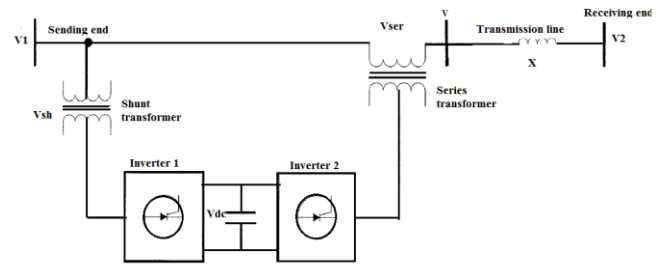 Receiving end
V
Vser
Transmission line
V1
Sending end
V2
X
Series
transformer
Shunt
transformer
Vsh
Inverter 1
Inverter 2
Vdc